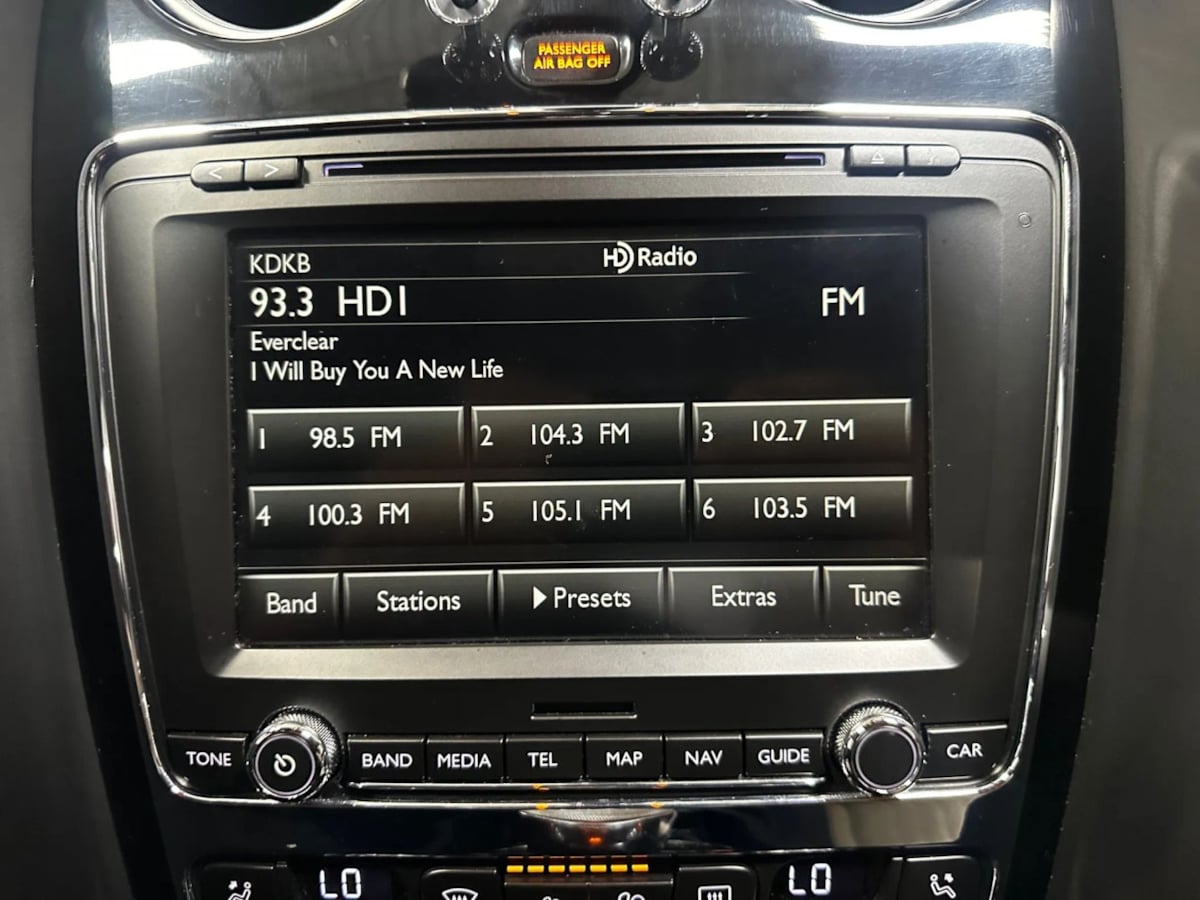 PASSENGER
AIR BAG OFF
KDKB
HD Radio
93.3 HD1
FM
Everclear
I Will Buy You A New Life
1 98.5 FM
2 104.3 FM
3 102.7 FM
4 100.3 FM
5 105.1 FM
6 103.5 FM
Band
Stations
Presets
Extras
Tune
TONE
BAND
MEDIA
TEL
MAP
NAV
GUIDE
CAR
LO
LO